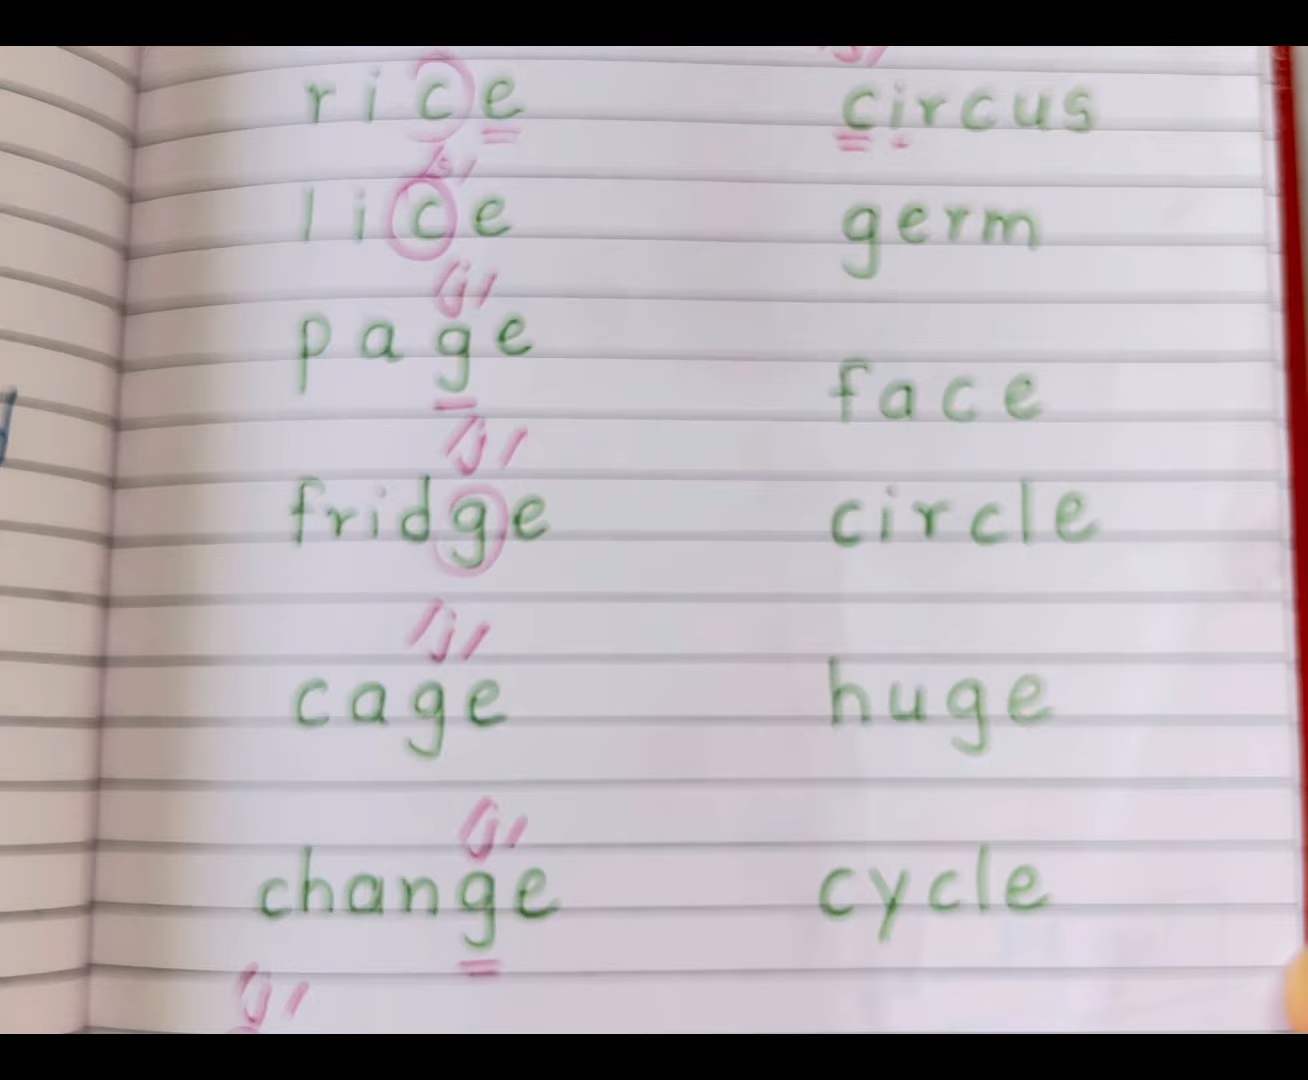 /s/
rice circus
/s/
lice germ
/j/
page
face
/j/
fridge circle
/j/
cage huge
/j/
change cycle
/j/